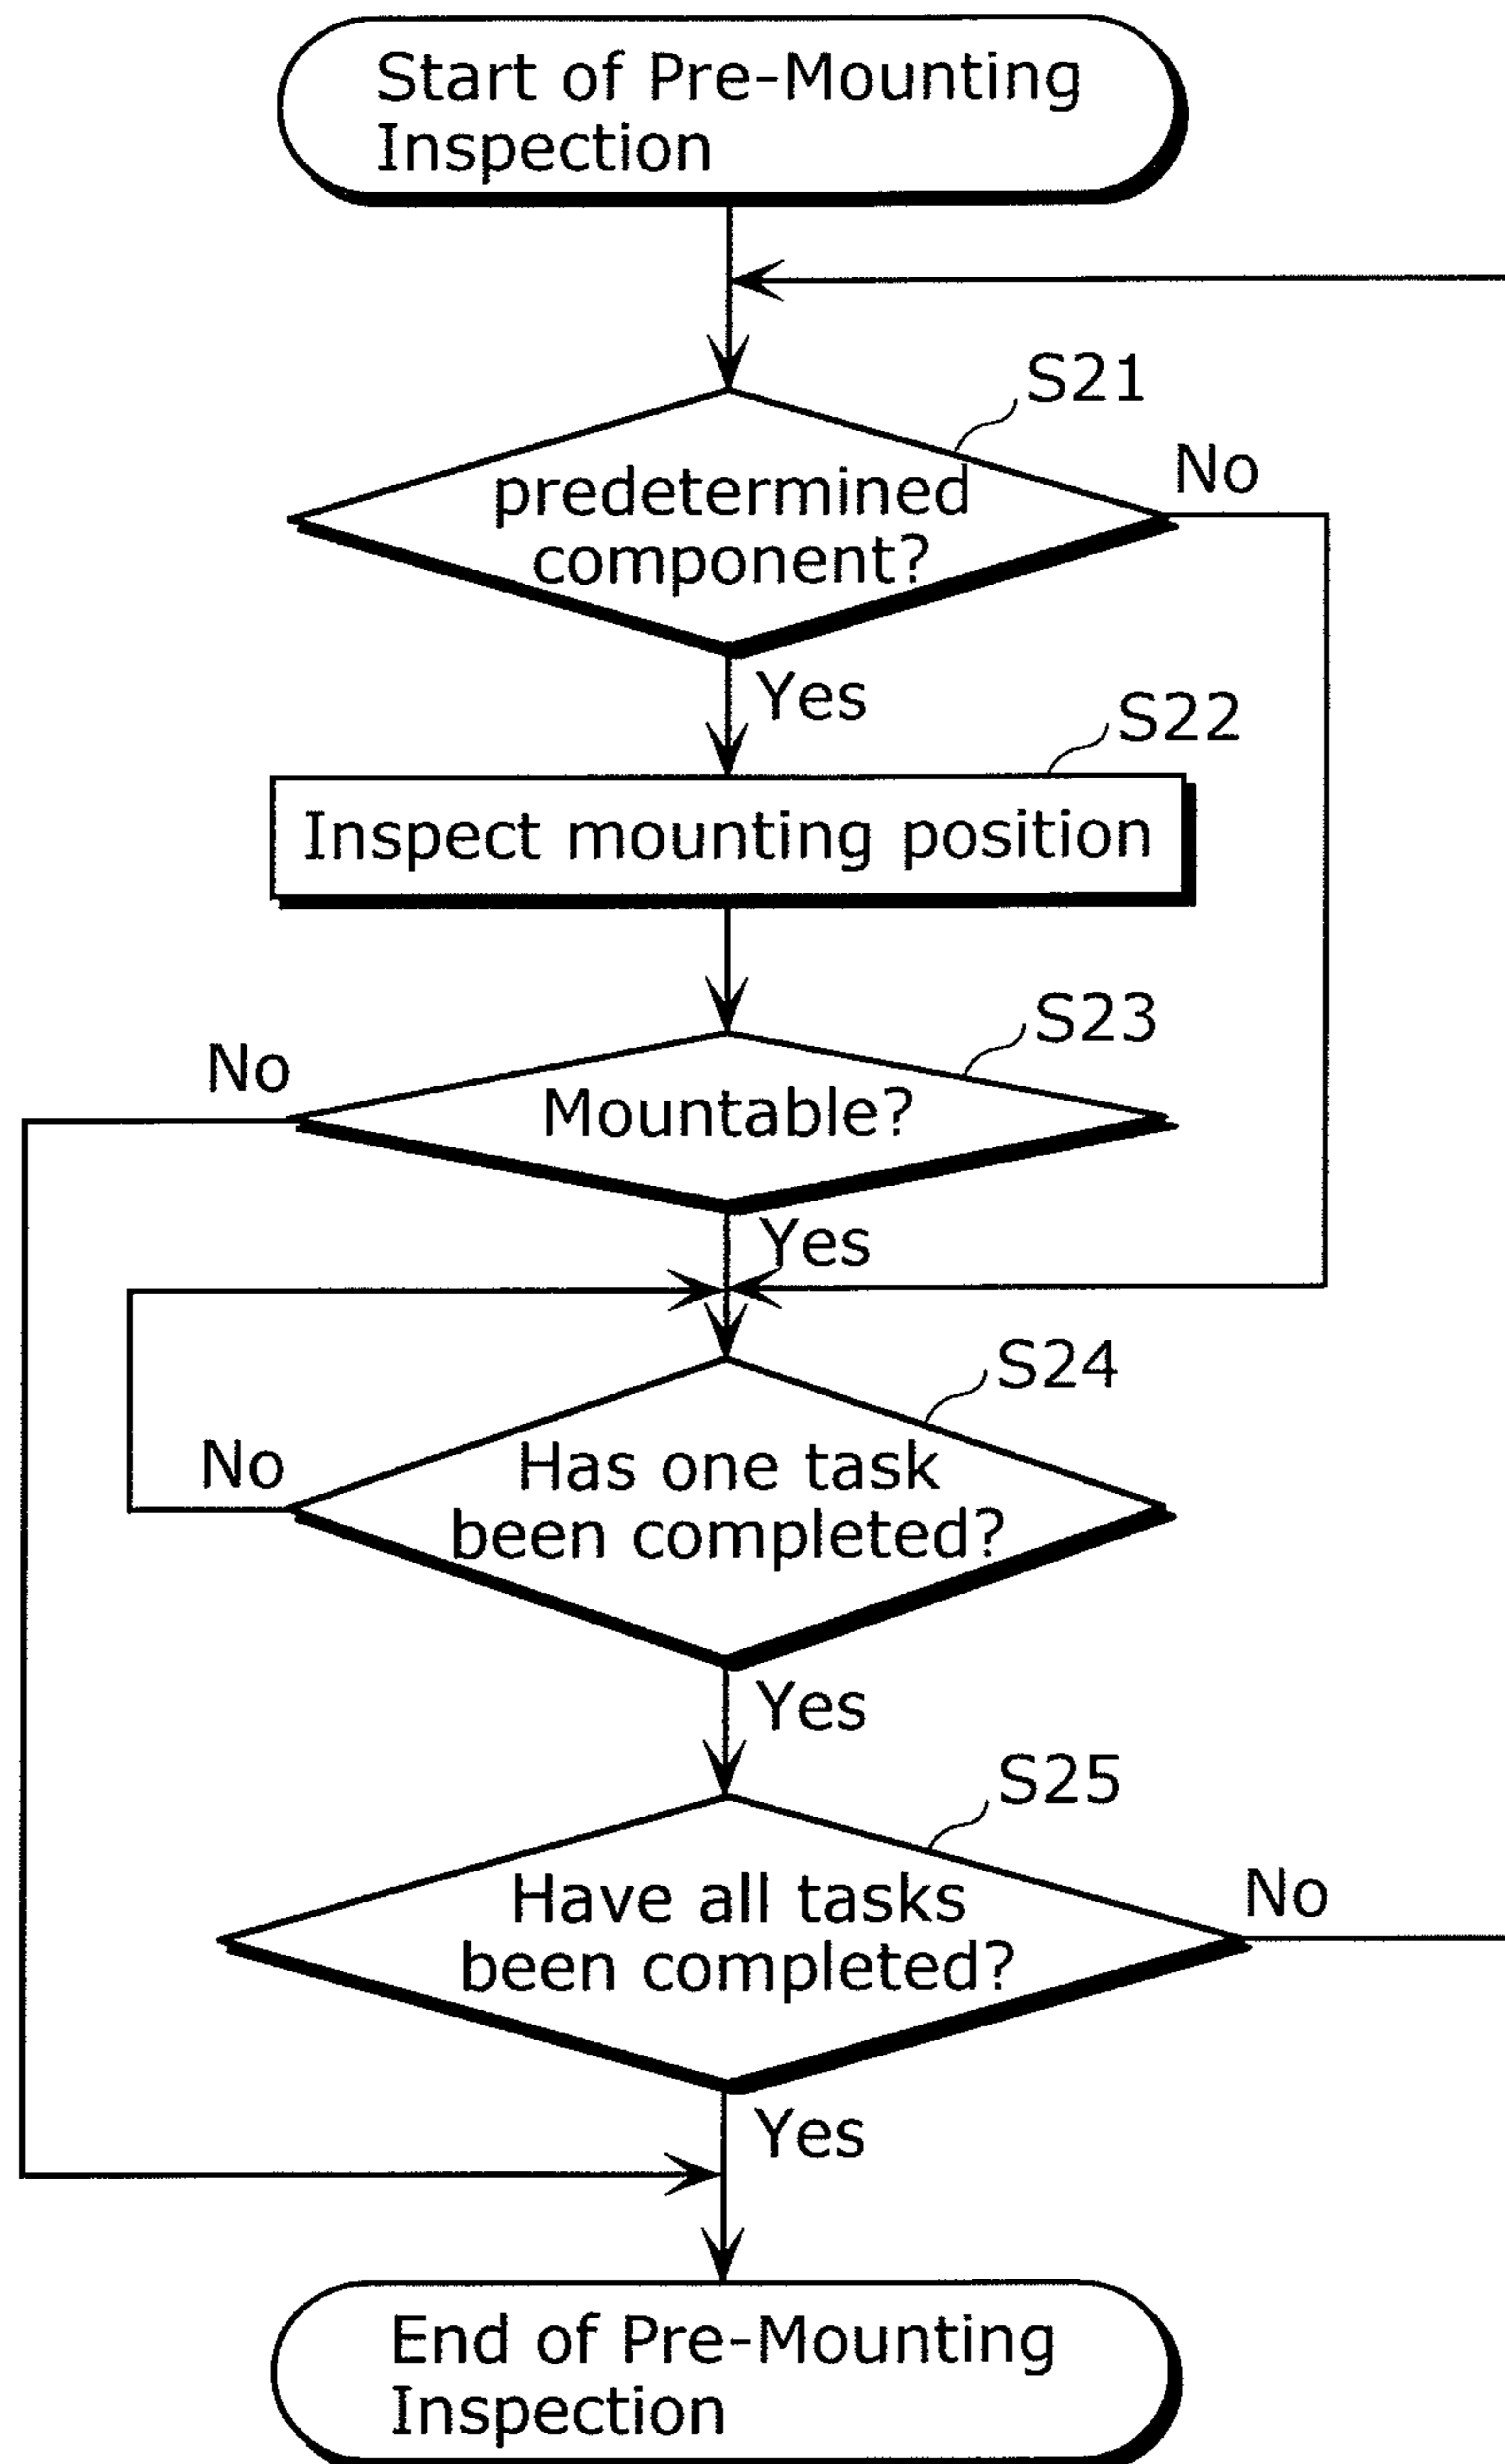 Start of Pre-Mounting
Inspection
S21
predetermined
component?
No
Yes
S22
Inspect mounting position
S23
No
Mountable?
Yes
S24
No
Has one task
been completed?
Yes
S25
Have all tasks
been completed?
No
Yes
End of Pre-Mounting
Inspection